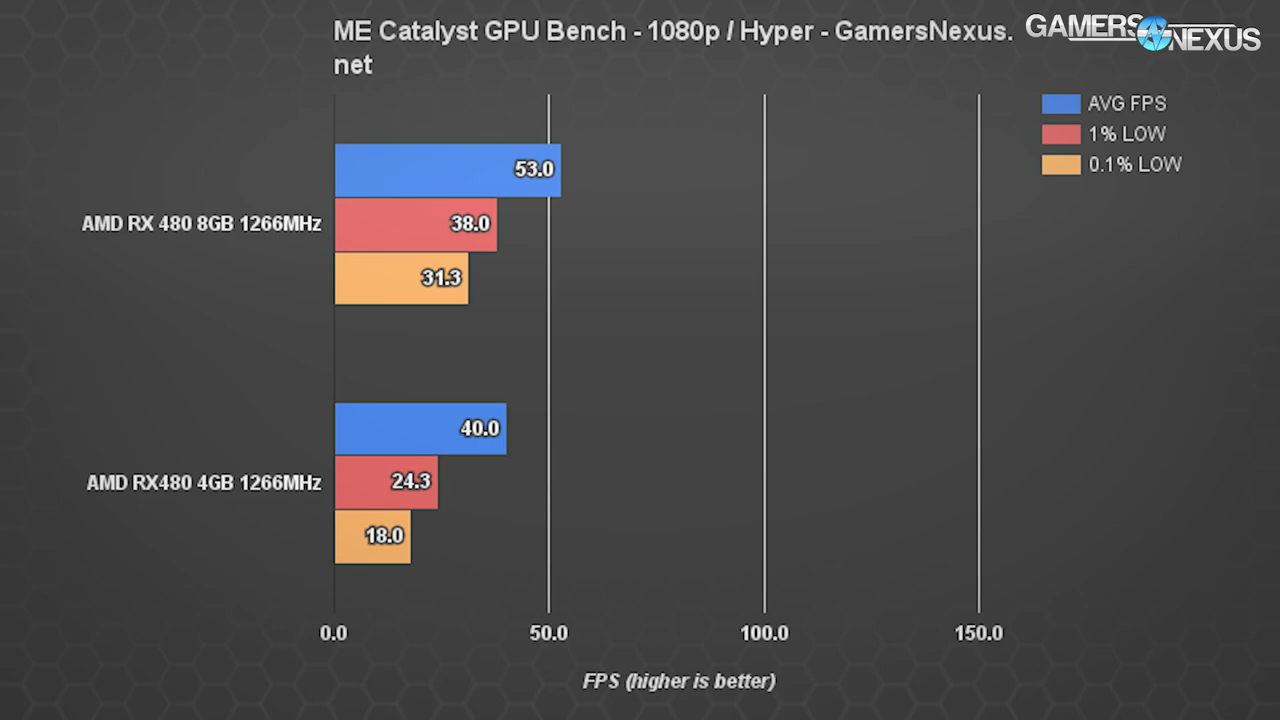 ME Catalyst GPU Bench - 1080p / Hyper - GamersNexus.
net
GAMERS
NEXUS
AVG FPS
1% LOW
0.1% LOW
53.0
AMD RX 480 8GB 1266MHz
38.0
31.3
40.0
AMD RX480 4GB 1266MHz
24.3
18.0
0.0 50.0 100.0 150.0
FPS (higher is better)